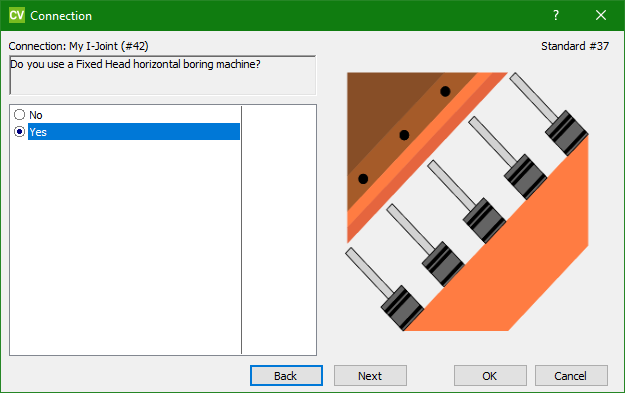 CV Connection
Connection: My I-Joint (#42)
Standard #37
Do you use a Fixed Head horizontal boring machine?
No
Yes
Back
Next
OK
Cancel